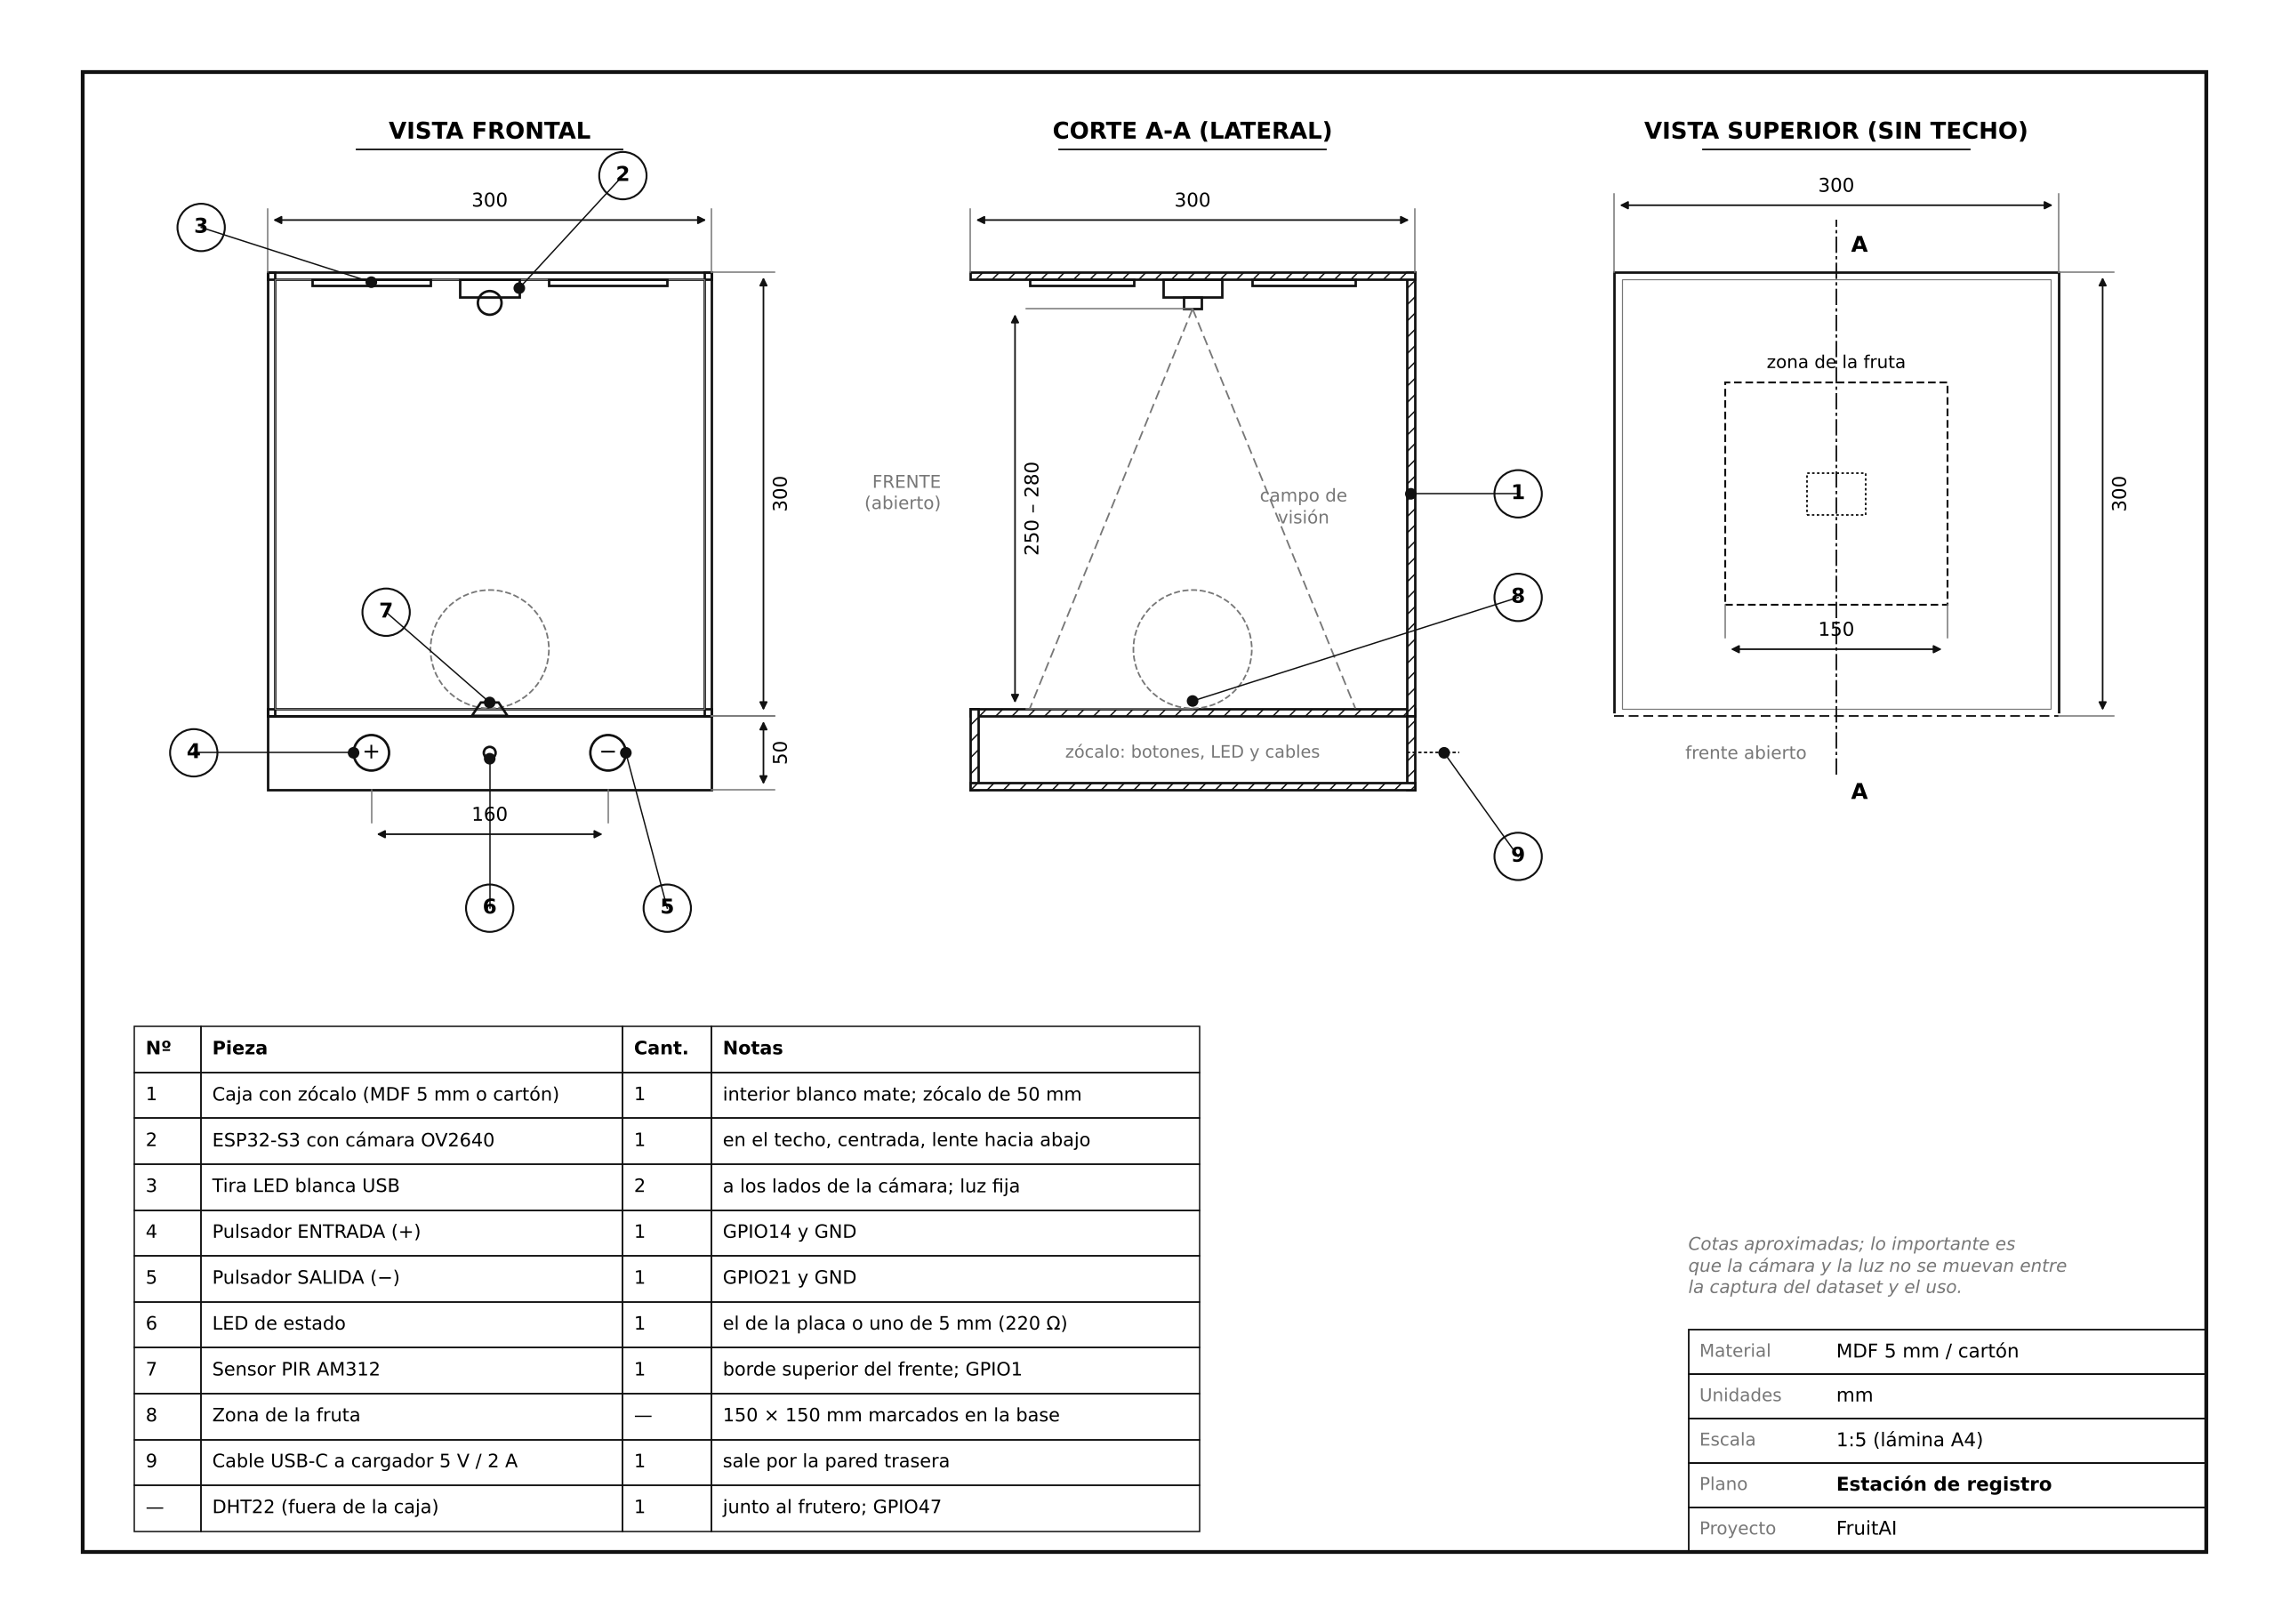 VISTA FRONTAL
CORTE A-A (LATERAL)
VISTA SUPERIOR (SIN TECHO)
2
3
300
300
300
A
zona de la fruta
300
FRENTE
(abierto)
250 – 280
campo de
visión
1
300
7
8
150
4
+
−
50
zócalo: botones, LED y cables
frente abierto
A
160
9
6
5
Nº Pieza Cant. Notas
1 Caja con zócalo (MDF 5 mm o cartón) 1 interior blanco mate; zócalo de 50 mm
2 ESP32-S3 con cámara OV2640 1 en el techo, centrada, lente hacia abajo
3 Tira LED blanca USB 2 a los lados de la cámara; luz fija
4 Pulsador ENTRADA (+) 1 GPIO14 y GND
5 Pulsador SALIDA (−) 1 GPIO21 y GND
6 LED de estado 1 el de la placa o uno de 5 mm (220 Ω)
7 Sensor PIR AM312 1 borde superior del frente; GPIO1
8 Zona de la fruta — 150 × 150 mm marcados en la base
9 Cable USB-C a cargador 5 V / 2 A 1 sale por la pared trasera
— DHT22 (fuera de la caja) 1 junto al frutero; GPIO47
Cotas aproximadas; lo importante es
que la cámara y la luz no se muevan entre
la captura del dataset y el uso.
Material MDF 5 mm / cartón
Unidades mm
Escala 1:5 (lámina A4)
Plano Estación de registro
Proyecto FruitAI